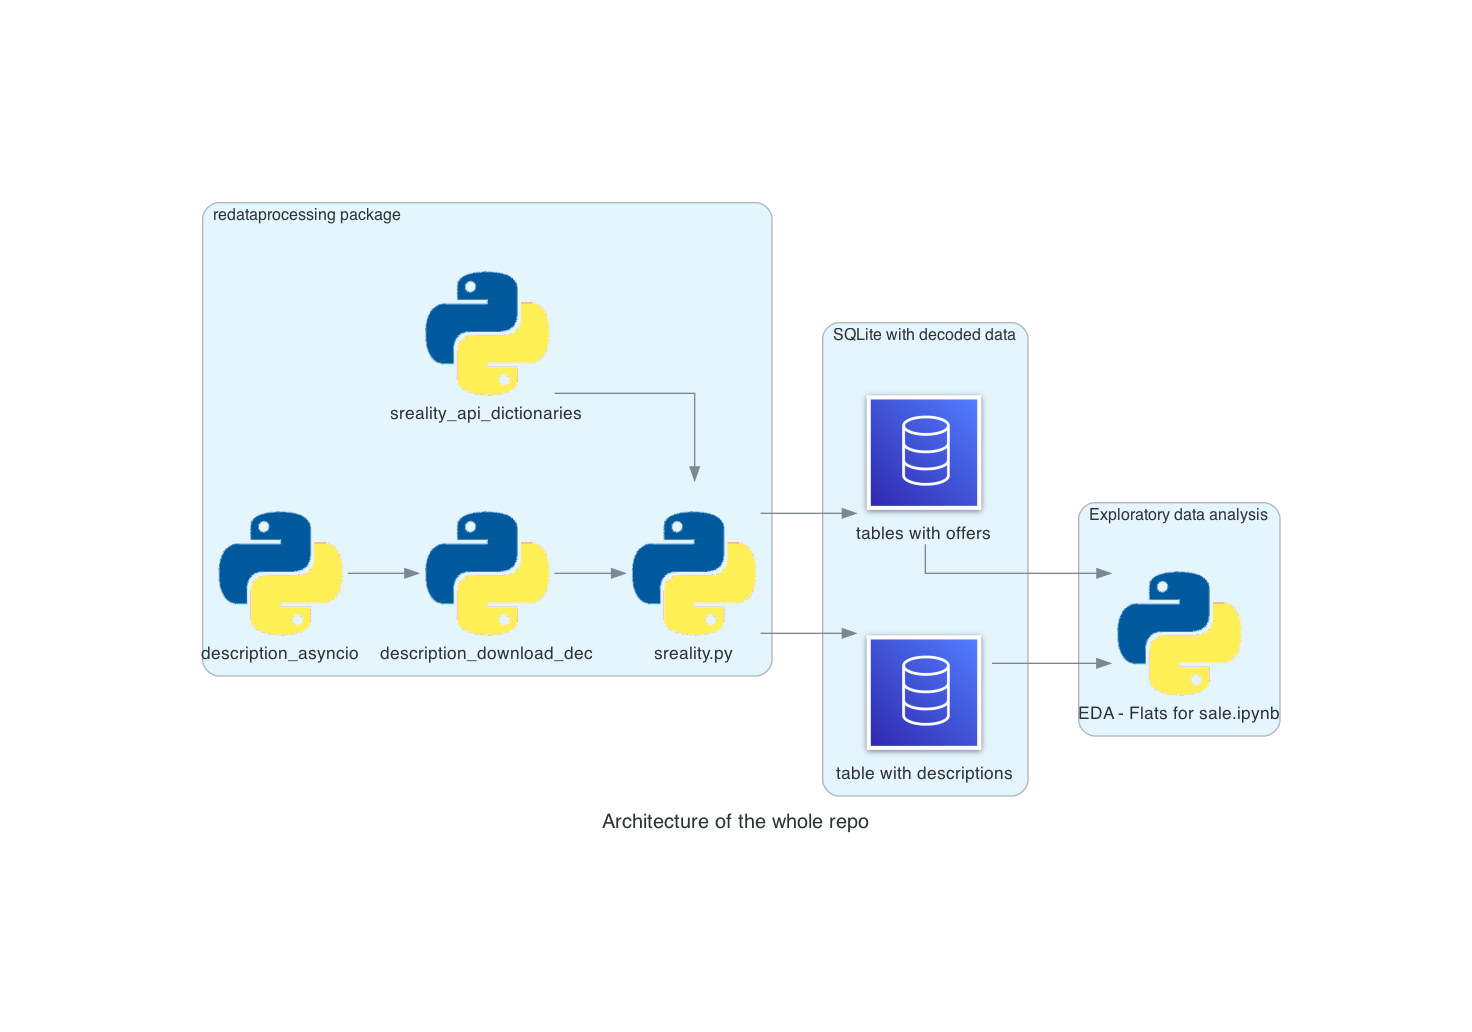 redataprocessing package
sreality_api_dictionaries
description_asyncio
description_download_dec
sreality.py
SQLite with decoded data
tables with offers
table with descriptions
Exploratory data analysis
EDA - Flats for sale.ipynb
Architecture of the whole repo